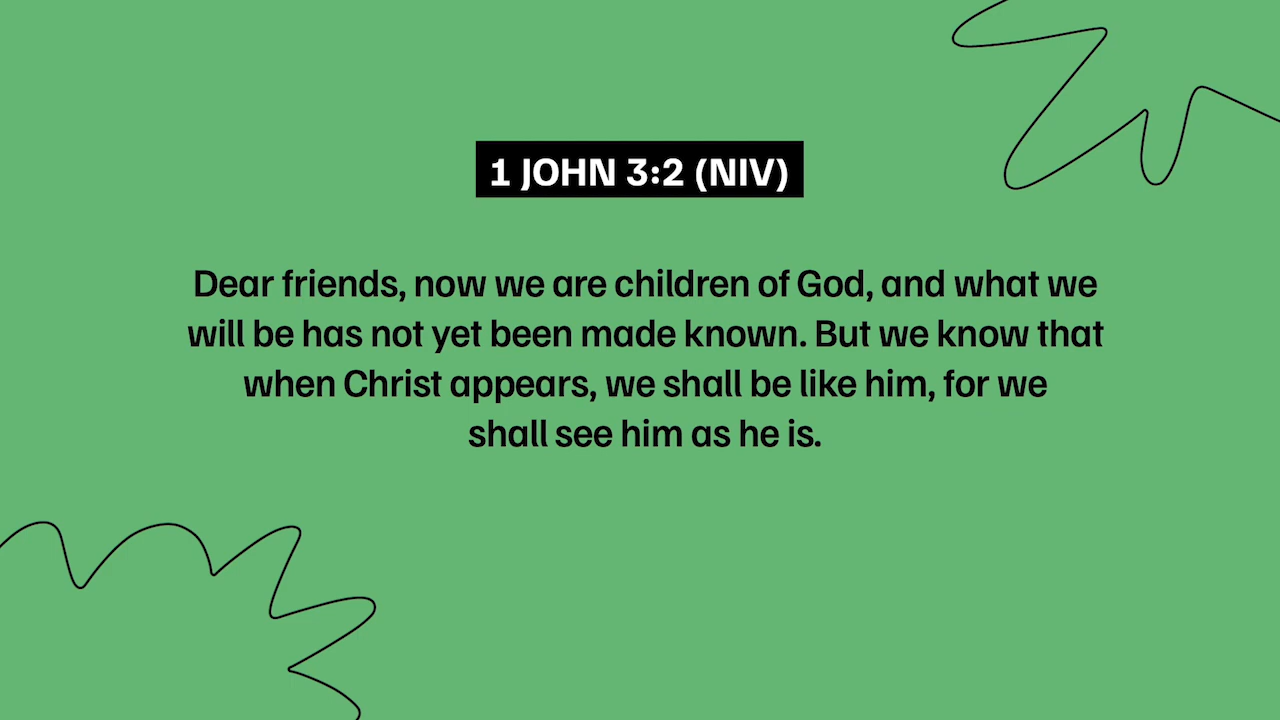 1 JOHN 3:2 (NIV)
Dear friends, now we are children of God, and what we
will be has not yet been made known. But we know that
when Christ appears, we shall be like him, for we
shall see him as he is.